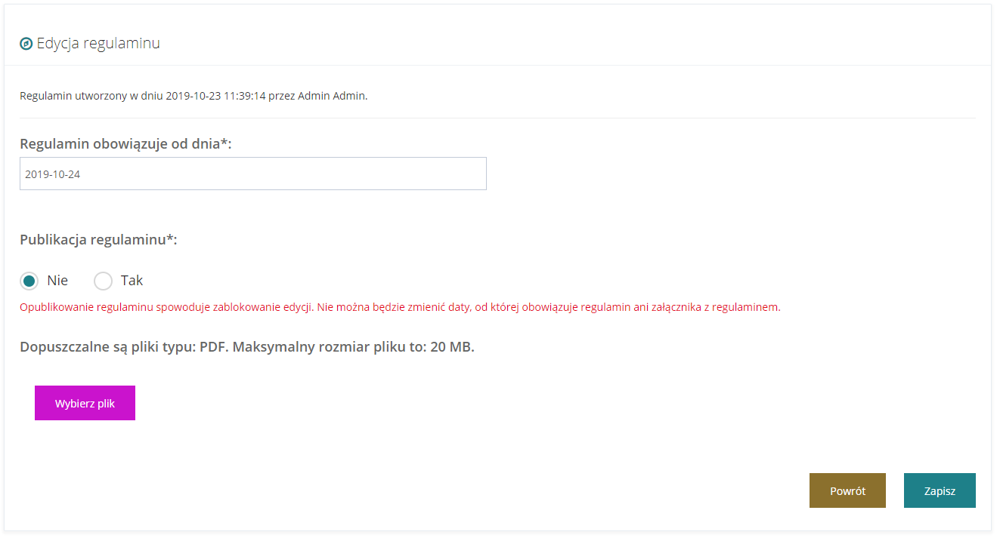 Edycja regulaminu
Regulamin utworzony w dniu 2019-10-23 11:39:14 przez Admin Admin.
Regulamin obowiązuje od dnia*:
2019-10-24
Publikacja regulaminu*:
Nie Tak
Opublikowanie regulaminu spowoduje zablokowanie edycji. Nie można będzie zmienić daty, od której obowiązuje regulamin ani załącznika z regulaminem.
Dopuszczalne są pliki typu: PDF. Maksymalny rozmiar pliku to: 20 MB.
Wybierz plik
Powrót Zapisz